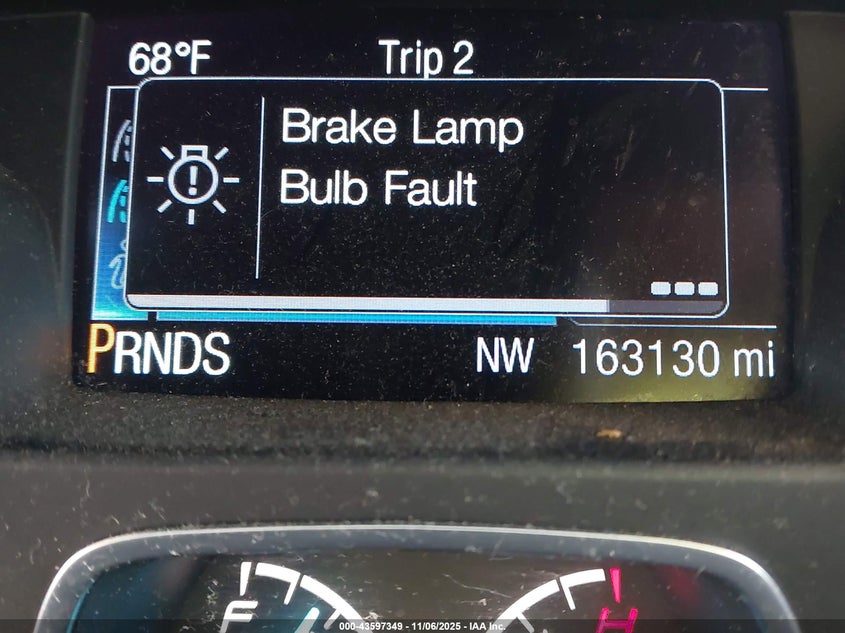 68°F Trip 2
Brake Lamp
Bulb Fault
PRNDS NW 163130 mi
F H
000-43597349 - 11/06/2025 - IAA Inc.